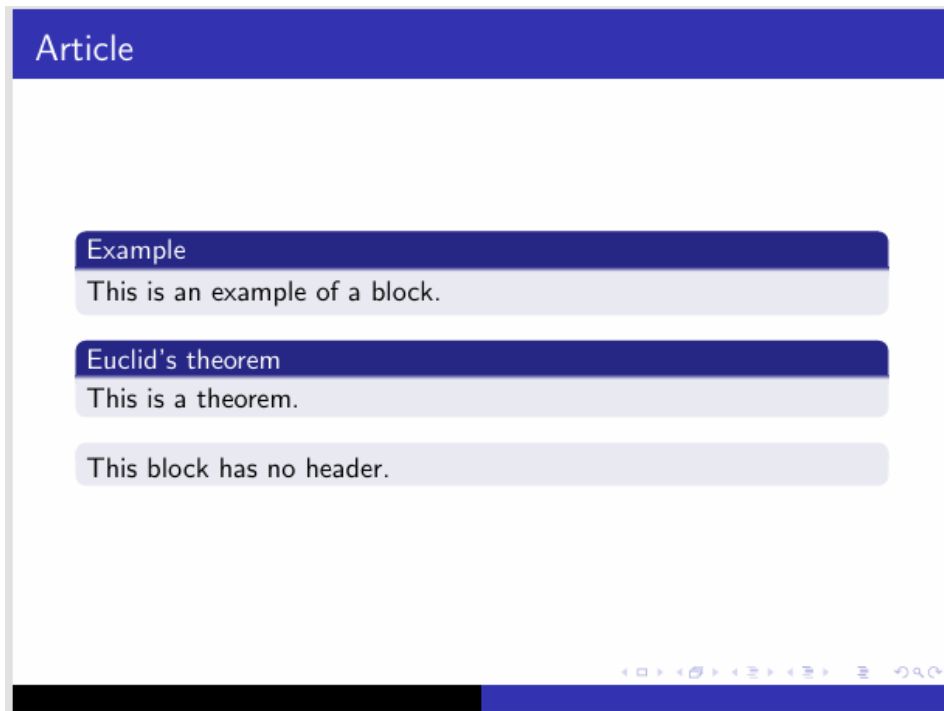 Article
Example
This is an example of a block.
Euclid's theorem
This is a theorem.
This block has no header.